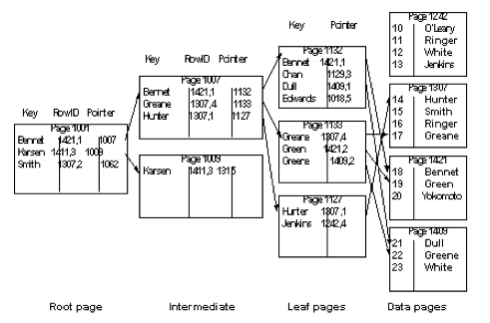 Key Pointer
Page 1242
10 O'Leary
11 Ringer
12 White
13 Jenkins
Key RowID Pointer
Page 1132
Bennet 1421,1
Chan 1129,3
Dull 1409,1
Edwards 1018,5
Page 1007
Bennet 1421,1 1132
Greane 1307,4 1133
Hunter 1307,1 1127
Page 1307
14 Hunter
15 Smith
16 Ringer
17 Greane
Key RowID Pointer
Page 1001
Bennet 1421,1 1007
Karsen 1411,3 1009
Smith 1307,2 1062
Page 1133
Greane 1307,4
Green 1421,2
Greene 1409,2
Page 1009
Karsen 1411,3 1315
Page 1421
18 Bennet
19 Green
20 Yokomoto
Page 1127
Hunter 1307,1
Jenkins 1242,4
Page 1409
21 Dull
22 Greene
23 White
Root page Intermediate Leaf pages Data pages